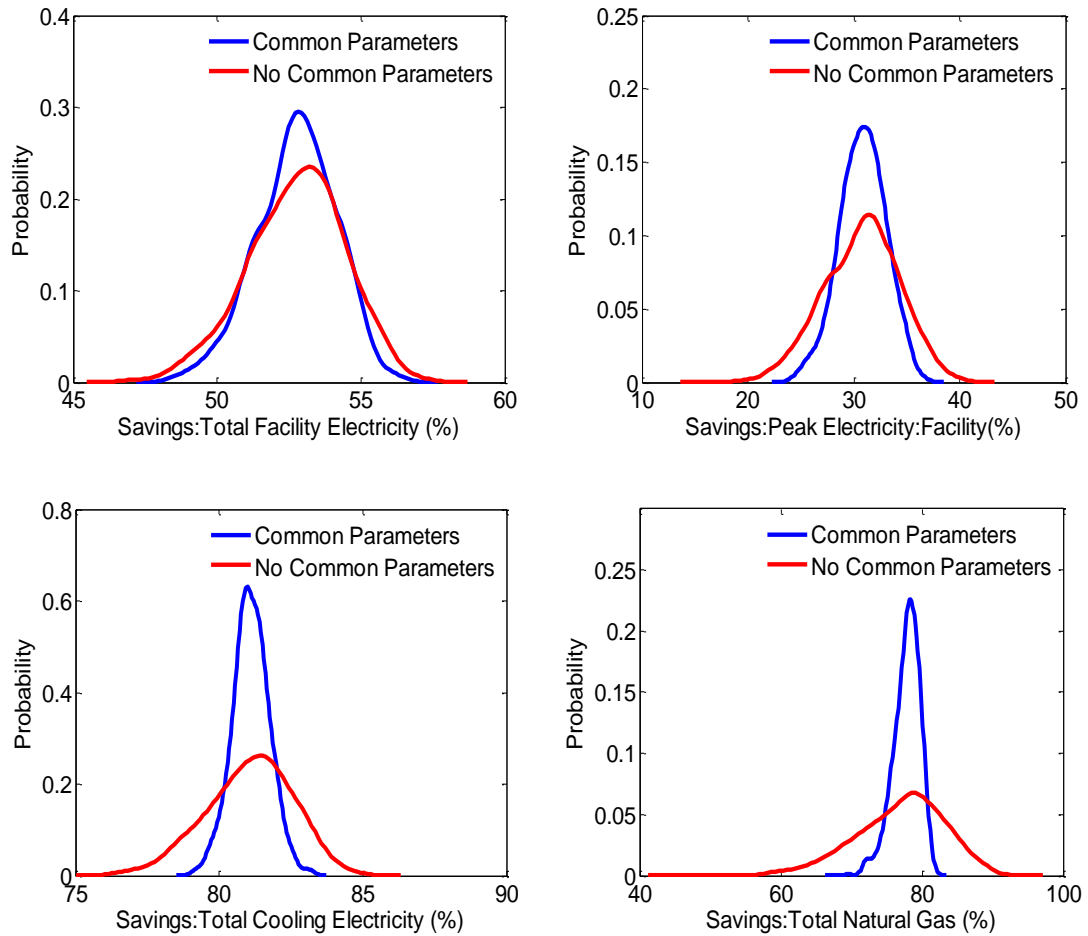 0.4
0.3
0.2
0.1
0
Probability
Common Parameters
No Common Parameters
45 50 55 60
Savings:Total Facility Electricity (%)
0.25
0.2
0.15
0.1
0.05
0
Probability
Common Parameters
No Common Parameters
10 20 30 40 50
Savings:Peak Electricity:Facility(%)
0.8
0.6
0.4
0.2
0
Probability
Common Parameters
No Common Parameters
75 80 85 90
Savings:Total Cooling Electricity (%)
0.25
0.2
0.15
0.1
0.05
0
Probability
Common Parameters
No Common Parameters
40 60 80 100
Savings:Total Natural Gas (%)